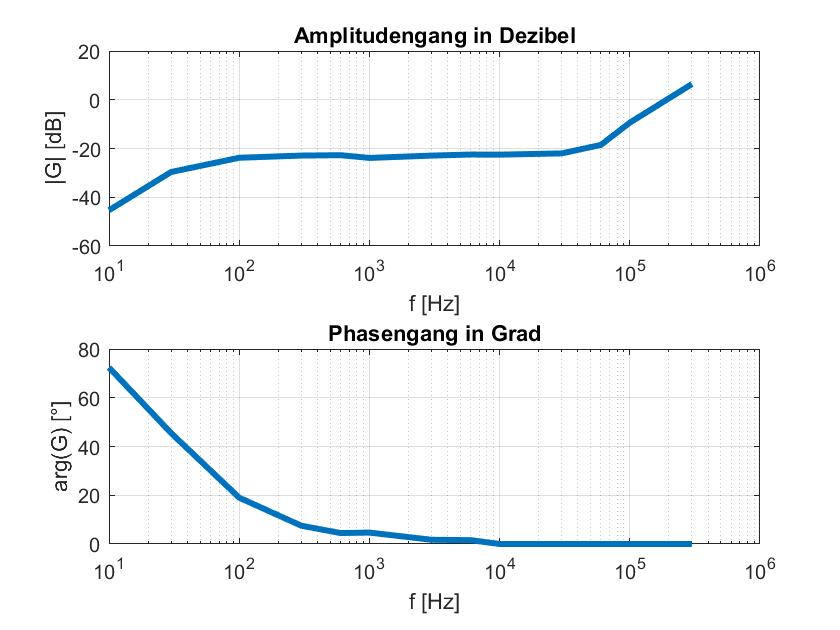 Amplitudengang in Dezibel
|G| [dB]
20
0
-20
-40
-60
10^1 10^2 10^3 10^4 10^5 10^6
f [Hz]
Phasengang in Grad
arg(G) [°]
80
60
40
20
0
10^1 10^2 10^3 10^4 10^5 10^6
f [Hz]